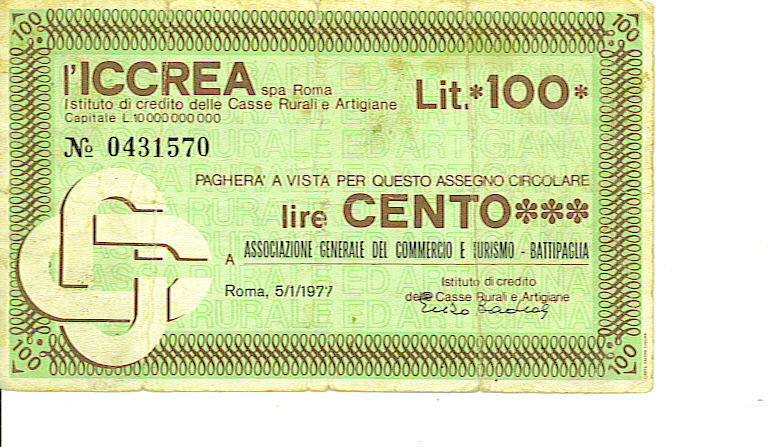 100
100
l'ICCREA spa Roma
Lit.*100*
Istituto di credito delle Casse Rurali e Artigiane
Capitale L.10 000 000 000
№ 0431570
PAGHERA' A VISTA PER QUESTO ASSEGNO CIRCOLARE
lire CENTO***
A ASSOCIAZIONE GENERALE DEL COMMERCIO E TURISMO - BATTIPAGLIA
Roma, 5/1/1977
Istituto di credito
delle Casse Rurali e Artigiane
100
100